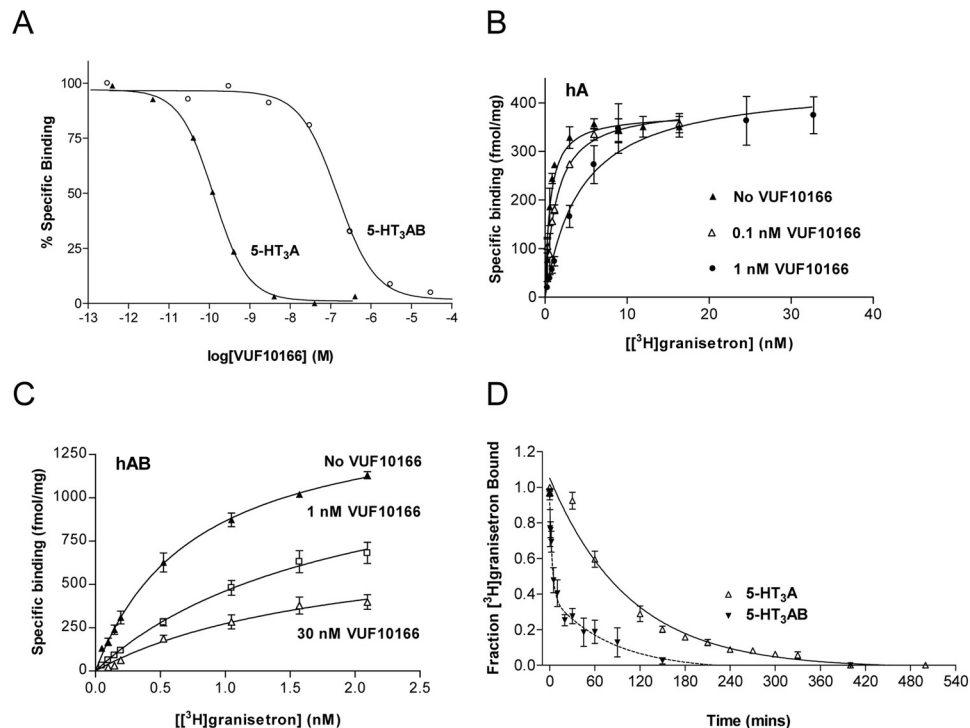 A
100
75
50
25
0
-13 -12 -11 -10 -9 -8 -7 -6 -5 -4
% Specific Binding
log[VUF10166] (M)
5-HT₃A
5-HT₃AB
B
hA
400
300
200
100
0
0 10 20 30 40
Specific binding (fmol/mg)
[[³H]granisetron] (nM)
No VUF10166
0.1 nM VUF10166
1 nM VUF10166
C
hAB
1250
1000
750
500
250
0
0.0 0.5 1.0 1.5 2.0 2.5
Specific binding (fmol/mg)
[[³H]granisetron] (nM)
No VUF10166
1 nM VUF10166
30 nM VUF10166
D
1.2
1.0
0.8
0.6
0.4
0.2
0.0
0 60 120 180 240 300 360 420 480 540
Fraction [³H]granisetron Bound
Time (mins)
5-HT₃A
5-HT₃AB